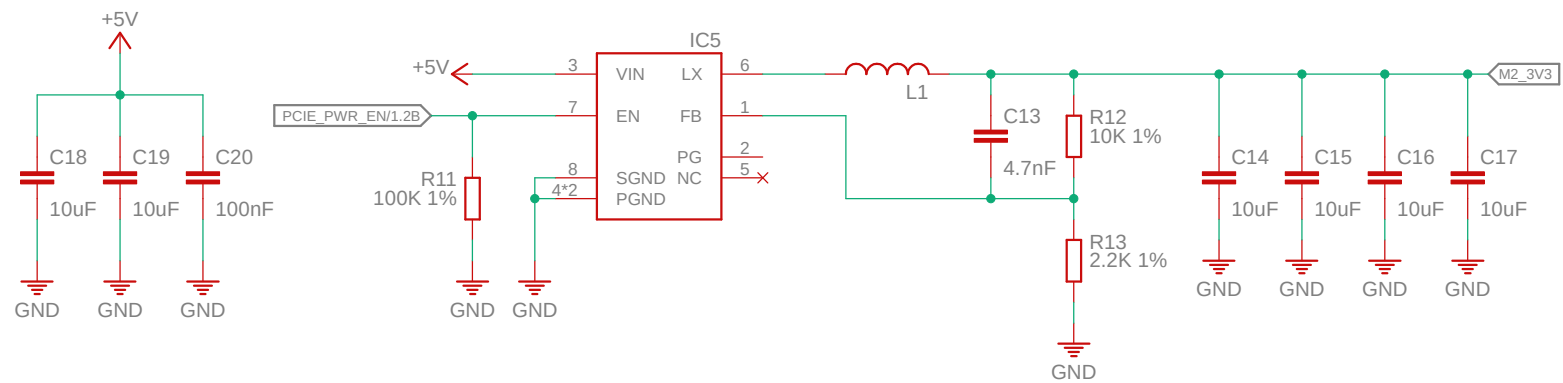 +5V
C18
10uF
C19
10uF
C20
100nF
GND
GND
GND
+5V
PCIE_PWR_EN/1.2B
R11
100K 1%
GND
GND
IC5
3
VIN
LX
6
7
EN
FB
1
PG
2
8
SGND
NC
5
4*2
PGND
L1
C13
4.7nF
R12
10K 1%
R13
2.2K 1%
GND
C14
10uF
C15
10uF
C16
10uF
C17
10uF
GND
GND
GND
GND
M2_3V3